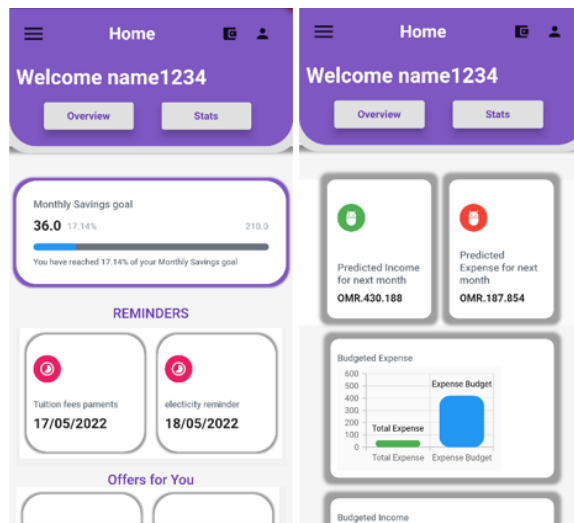 Home
Welcome name1234
Overview Stats
Monthly Savings goal
36.0 17.14% 210.0
You have reached 17.14% of your Monthly Savings goal
REMINDERS
Tuition fees paments
17/05/2022
electicity reminder
18/05/2022
Offers for You
Home
Welcome name1234
Overview Stats
Predicted Income
for next month
OMR.430.188
Predicted
Expense for next
month
OMR.187.854
Budgeted Expense
600
500
400
300
200
100
0
Expense Budget
Total Expense
Total Expense Expense Budget
Budgeted Income